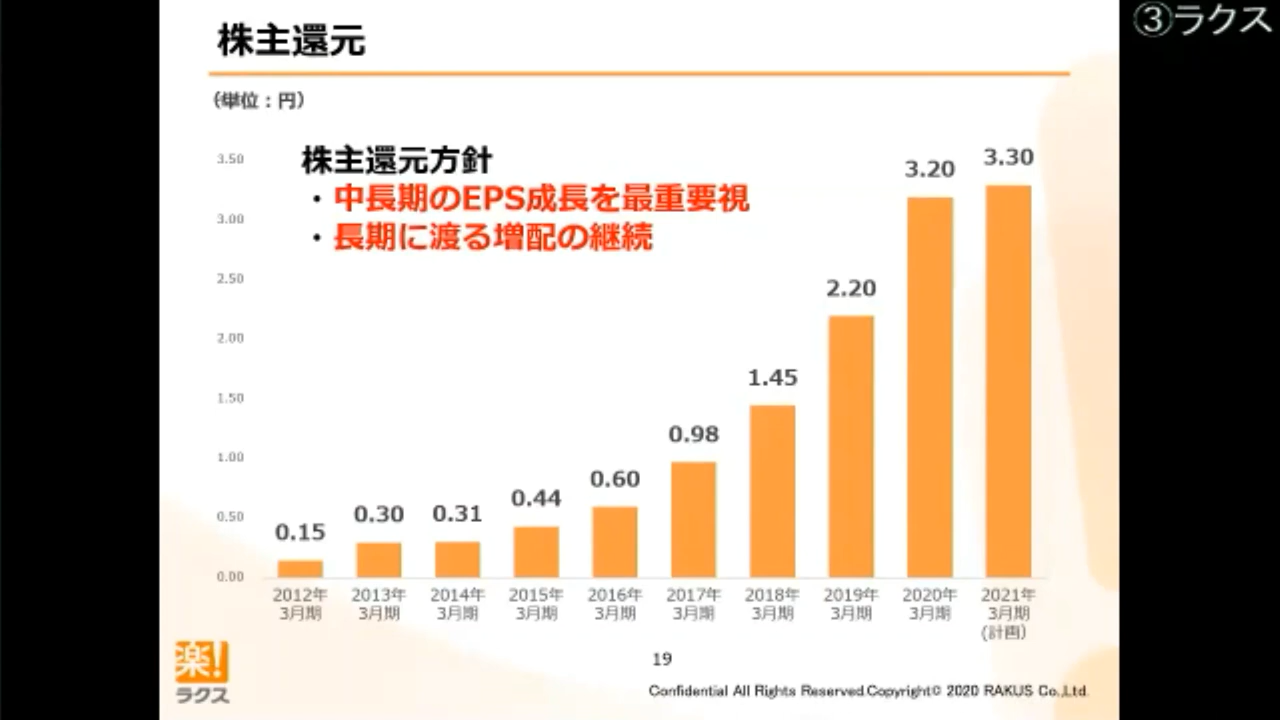 ③ラクス
株主還元
（単位：円）
株主還元方針
・中長期のEPS成長を最重要視
・長期に渡る増配の継続
3.50
3.00
2.50
2.00
1.50
1.00
0.50
0.00
0.15
0.30
0.31
0.44
0.60
0.98
1.45
2.20
3.20
3.30
2012年
3月期
2013年
3月期
2014年
3月期
2015年
3月期
2016年
3月期
2017年
3月期
2018年
3月期
2019年
3月期
2020年
3月期
2021年
3月期
(計画)
楽!
ラクス
19
Confidential All Rights Reserved.Copyright© 2020 RAKUS Co.,Ltd.